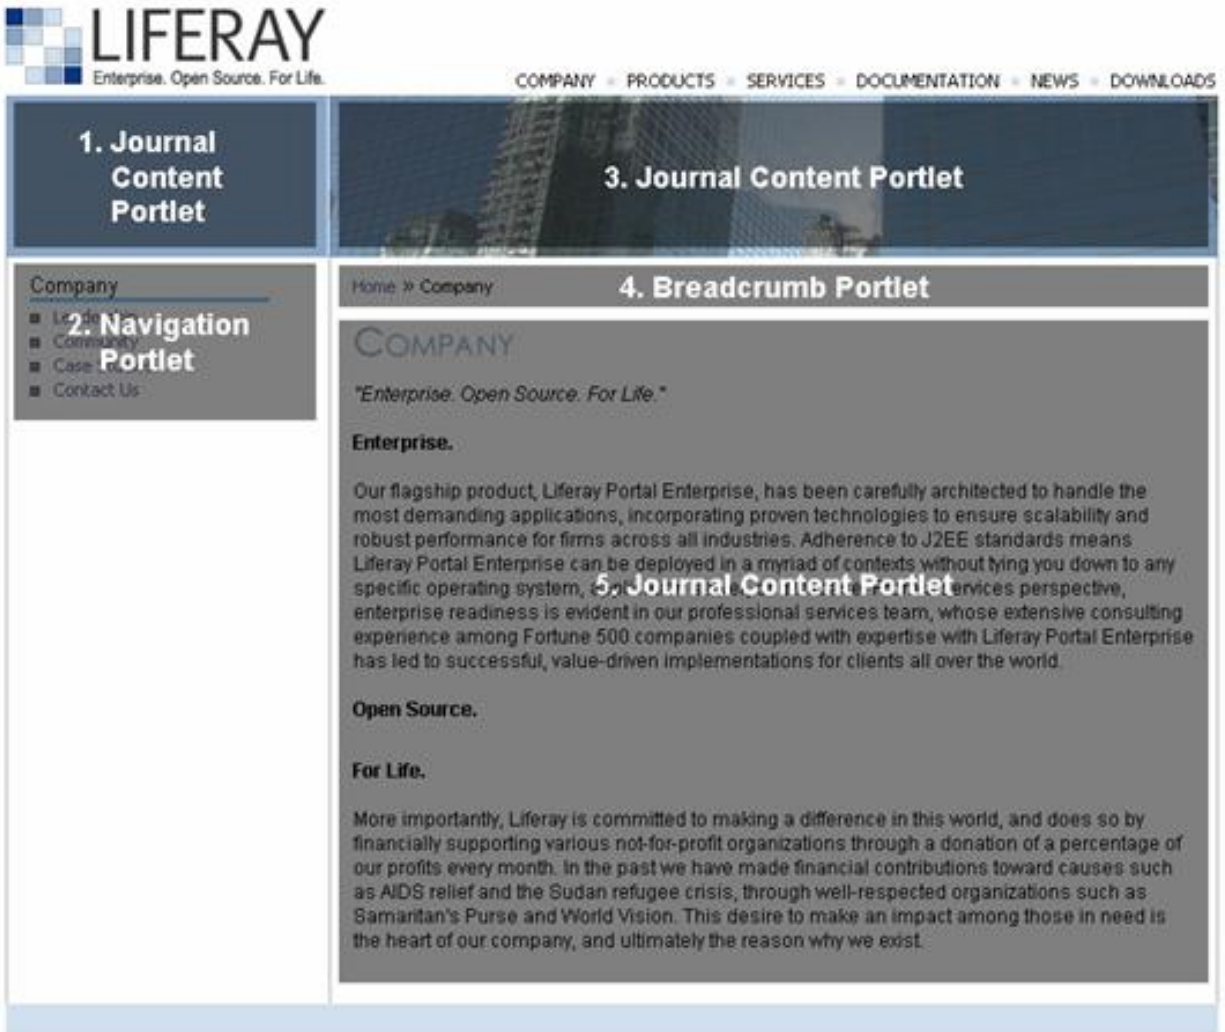 LIFERAY
Enterprise. Open Source. For Life.
COMPANY PRODUCTS SERVICES DOCUMENTATION NEWS DOWNLOADS
1. Journal
Content
Portlet
3. Journal Content Portlet
Company
2. Navigation
Community
Portlet
Case
Contact Us
Home » Company
4. Breadcrumb Portlet
COMPANY
"Enterprise. Open Source. For Life."
Enterprise.
Our flagship product, Liferay Portal Enterprise, has been carefully architected to handle the
most demanding applications, incorporating proven technologies to ensure scalability and
robust performance for firms across all industries. Adherence to J2EE standards means
Liferay Portal Enterprise can be deployed in a myriad of contexts without tying you down to any
specific operating system, services perspective,
5. Journal Content Portlet
enterprise readiness is evident in our professional services team, whose extensive consulting
experience among Fortune 500 companies coupled with expertise with Liferay Portal Enterprise
has led to successful, value-driven implementations for clients all over the world.
Open Source.
For Life.
More importantly, Liferay is committed to making a difference in this world, and does so by
financially supporting various not-for-profit organizations through a donation of a percentage of
our profits every month. In the past we have made financial contributions toward causes such
as AIDS relief and the Sudan refugee crisis, through well-respected organizations such as
Samaritan's Purse and World Vision. This desire to make an impact among those in need is
the heart of our company, and ultimately the reason why we exist.